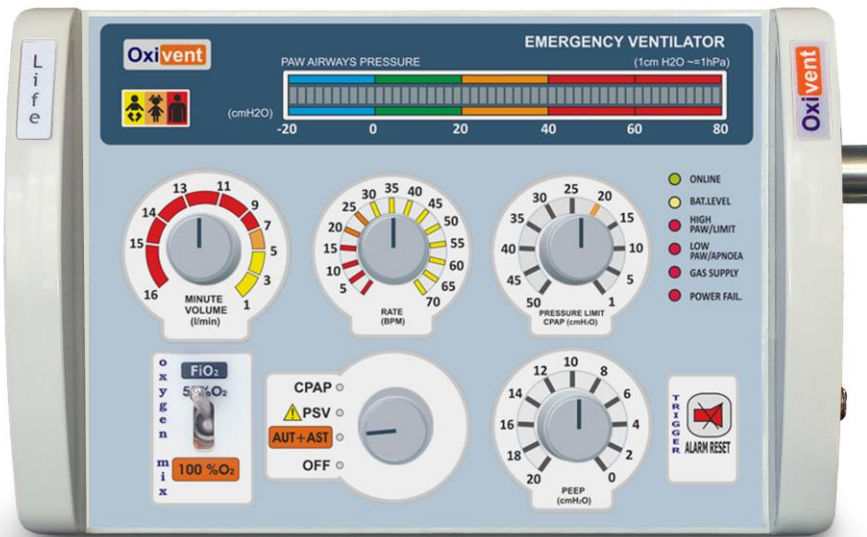 Life
Oxivent
EMERGENCY VENTILATOR
PAW AIRWAYS PRESSURE
(1cm H2O ~=1hPa)
(cmH2O)
-20 0 20 40 60 80
Oxivent
1 3 5 7 9 11 13 14 15 16
MINUTE
VOLUME
(l/min)
5 10 15 20 25 30 35 40 45 50 55 60 65 70
RATE
(BPM)
50 45 40 35 30 25 20 15 10 5 1
PRESSURE LIMIT
CPAP (cmH2O)
ONLINE
BAT.LEVEL
HIGH
PAW/LIMIT
LOW
PAW/APNOEA
GAS SUPPLY
POWER FAIL.
oxygen mix
FiO2
%O2
100 %O2
CPAP
PSV
AUT+AST
OFF
20 18 16 14 12 10 8 6 4 2 0
PEEP
(cmH2O)
TRIGGER
ALARM RESET